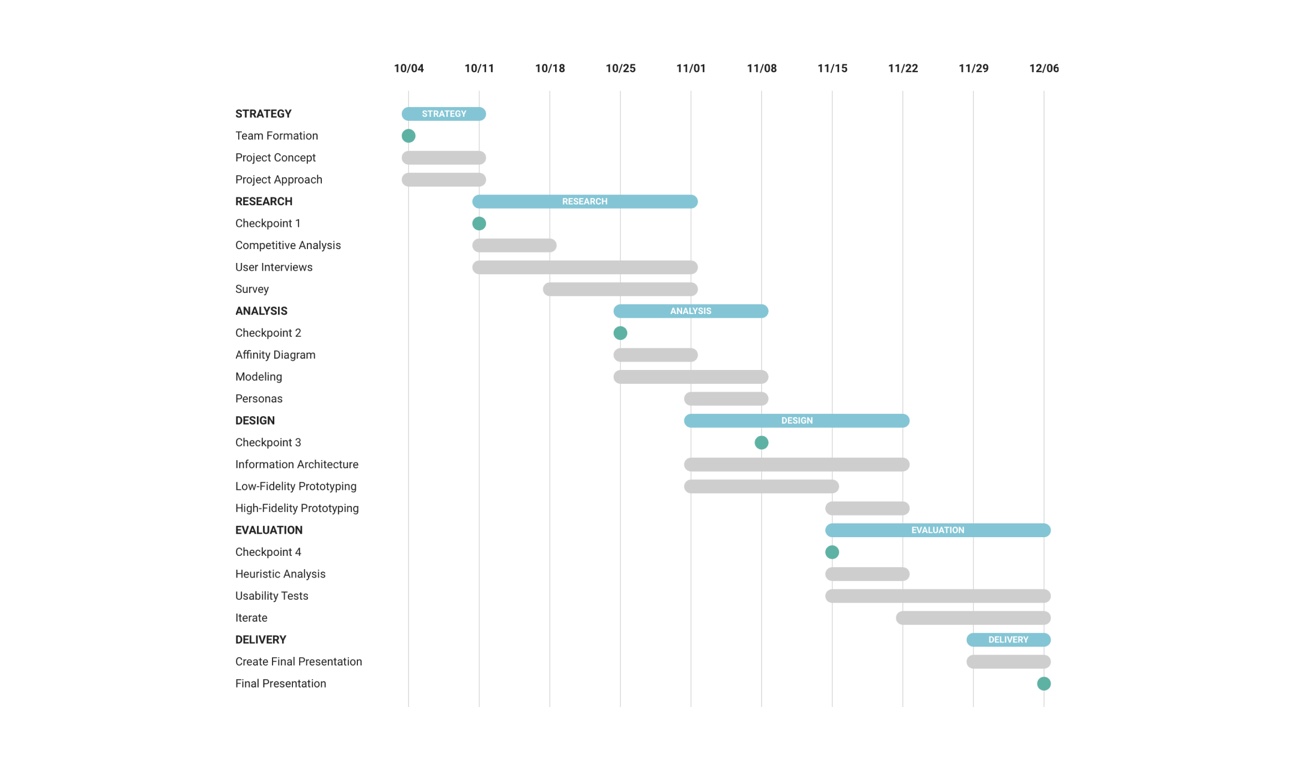 10/04 10/11 10/18 10/25 11/01 11/08 11/15 11/22 11/29 12/06
STRATEGY STRATEGY
Team Formation
Project Concept
Project Approach
RESEARCH RESEARCH
Checkpoint 1
Competitive Analysis
User Interviews
Survey
ANALYSIS ANALYSIS
Checkpoint 2
Affinity Diagram
Modeling
Personas
DESIGN DESIGN
Checkpoint 3
Information Architecture
Low-Fidelity Prototyping
High-Fidelity Prototyping
EVALUATION EVALUATION
Checkpoint 4
Heuristic Analysis
Usability Tests
Iterate
DELIVERY DELIVERY
Create Final Presentation
Final Presentation